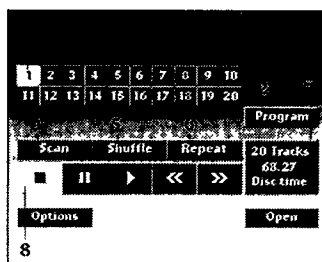 1 2 3 4 5 6 7 8 9 10
11 12 13 14 15 16 17 18 19 20
Program
Scan Shuffle Repeat
20 Tracks
68.27
Disc time
Options
Open
8